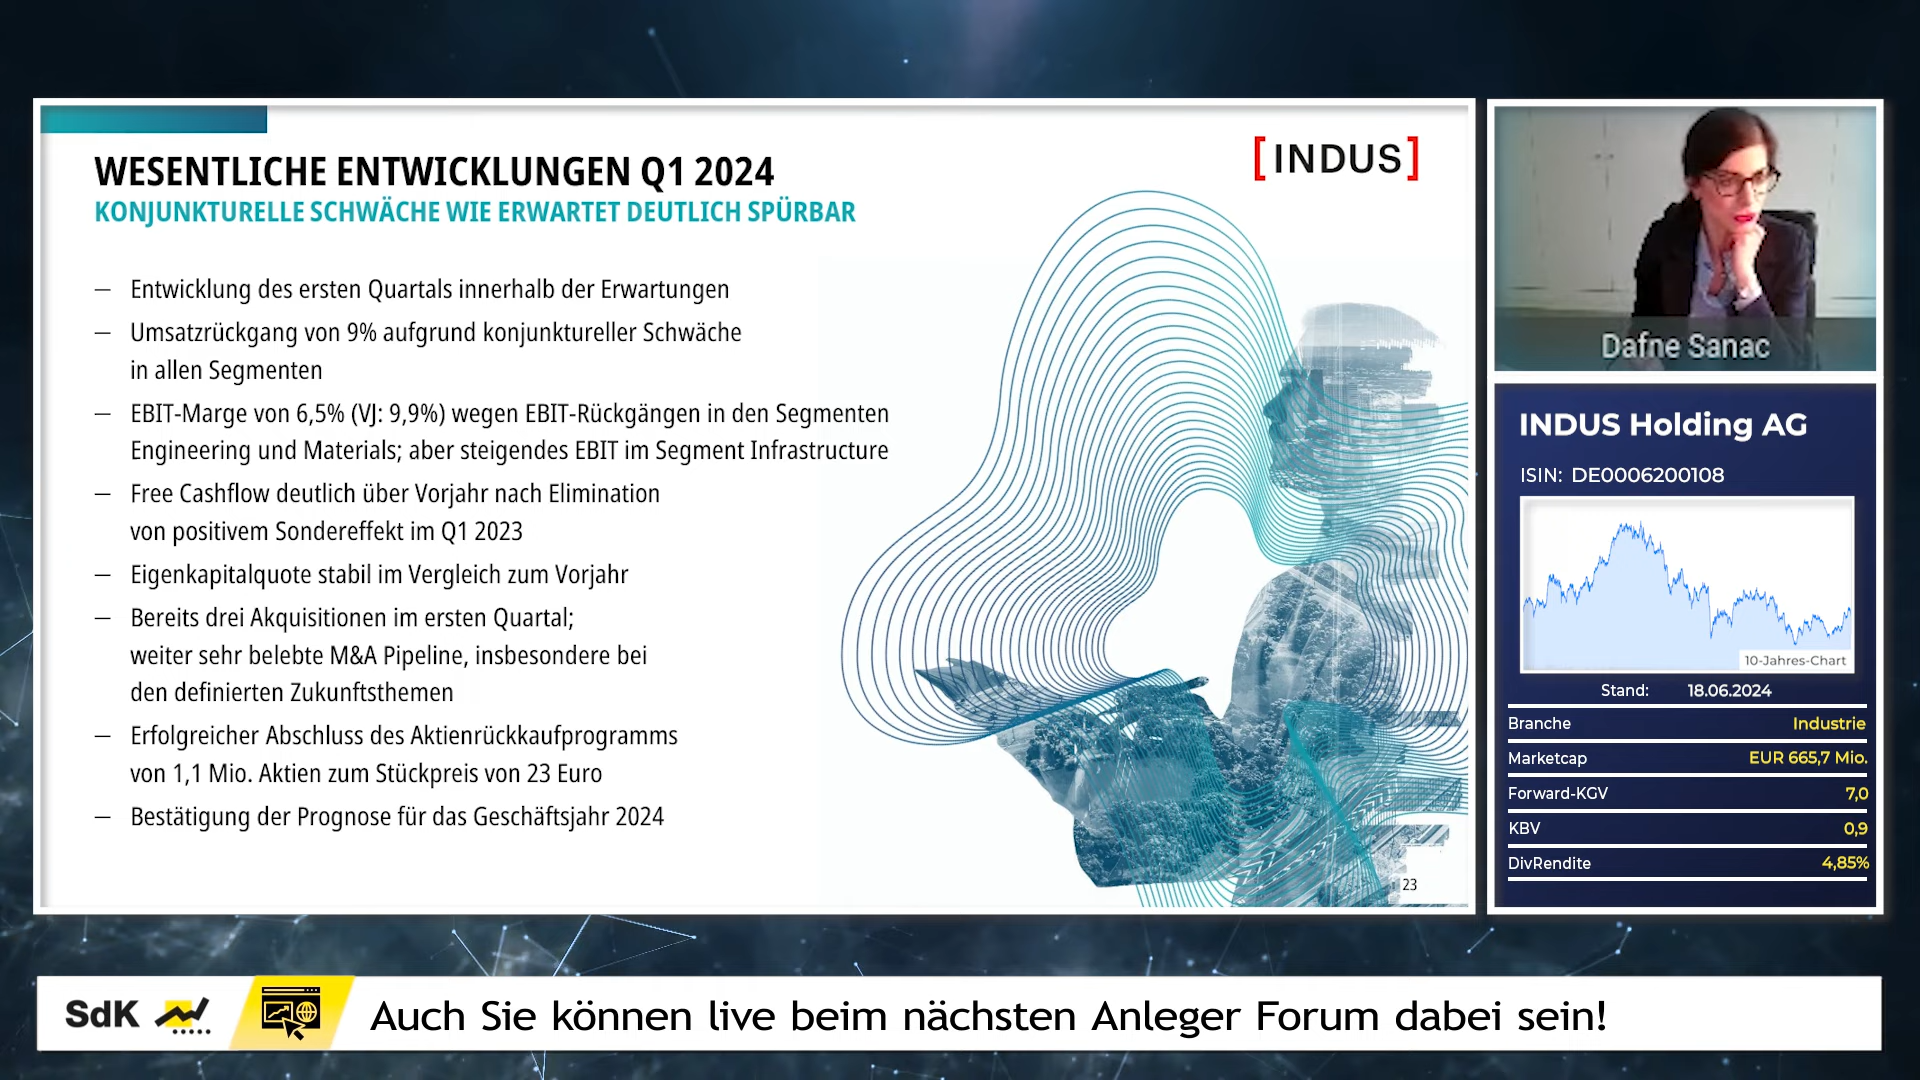 WESENTLICHE ENTWICKLUNGEN Q1 2024
KONJUNKTURELLE SCHWÄCHE WIE ERWARTET DEUTLICH SPÜRBAR
[INDUS]
– Entwicklung des ersten Quartals innerhalb der Erwartungen
– Umsatzrückgang von 9% aufgrund konjunktureller Schwäche
in allen Segmenten
– EBIT-Marge von 6,5% (VJ: 9,9%) wegen EBIT-Rückgängen in den Segmenten
Engineering und Materials; aber steigendes EBIT im Segment Infrastructure
– Free Cashflow deutlich über Vorjahr nach Elimination
von positivem Sondereffekt im Q1 2023
– Eigenkapitalquote stabil im Vergleich zum Vorjahr
– Bereits drei Akquisitionen im ersten Quartal;
weiter sehr belebte M&A Pipeline, insbesondere bei
den definierten Zukunftsthemen
– Erfolgreicher Abschluss des Aktienrückkaufprogramms
von 1,1 Mio. Aktien zum Stückpreis von 23 Euro
– Bestätigung der Prognose für das Geschäftsjahr 2024
23
Dafne Sanac
INDUS Holding AG
ISIN: DE0006200108
10-Jahres-Chart
Stand: 18.06.2024
Branche Industrie
Marketcap EUR 665,7 Mio.
Forward-KGV 7,0
KBV 0,9
DivRendite 4,85%
SdK
Auch Sie können live beim nächsten Anleger Forum dabei sein!